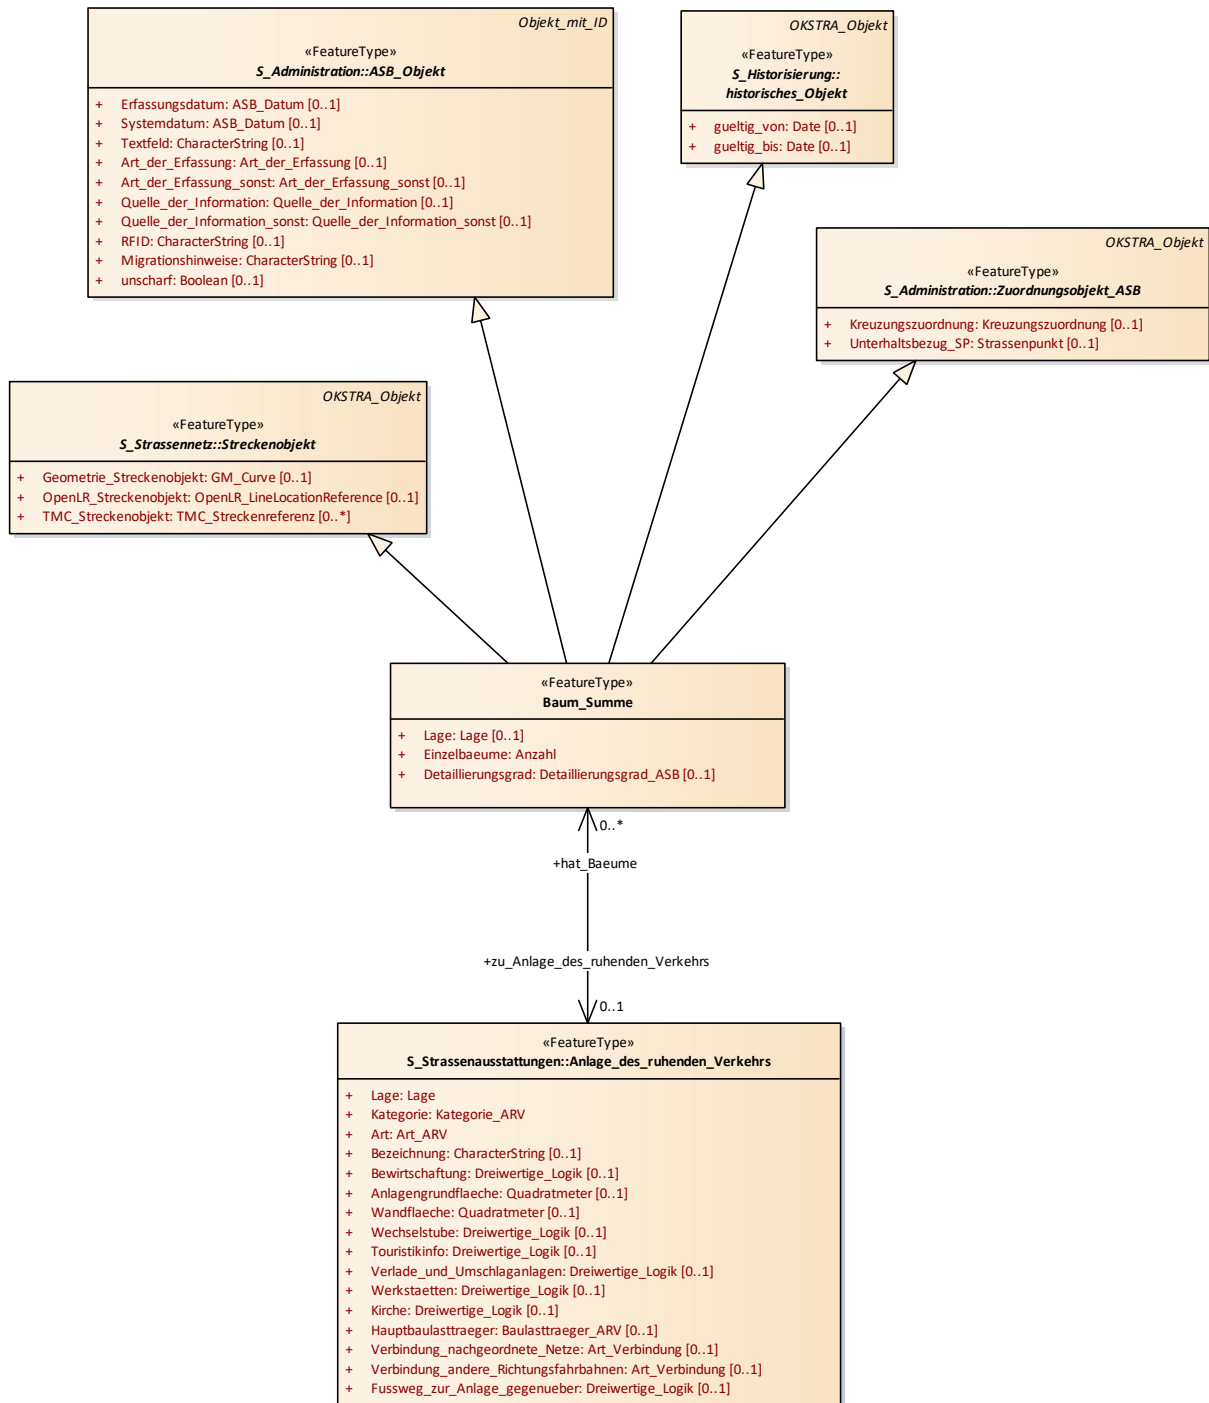 Objekt_mit_ID
«FeatureType»
S_Administration::ASB_Objekt
+ Erfassungsdatum: ASB_Datum [0..1]
+ Systemdatum: ASB_Datum [0..1]
+ Textfeld: CharacterString [0..1]
+ Art_der_Erfassung: Art_der_Erfassung [0..1]
+ Art_der_Erfassung_sonst: Art_der_Erfassung_sonst [0..1]
+ Quelle_der_Information: Quelle_der_Information [0..1]
+ Quelle_der_Information_sonst: Quelle_der_Information_sonst [0..1]
+ RFID: CharacterString [0..1]
+ Migrationshinweise: CharacterString [0..1]
+ unscharf: Boolean [0..1]
OKSTRA_Objekt
«FeatureType»
S_Historisierung::
historisches_Objekt
+ gueltig_von: Date [0..1]
+ gueltig_bis: Date [0..1]
OKSTRA_Objekt
«FeatureType»
S_Administration::Zuordnungsobjekt_ASB
+ Kreuzungszuordnung: Kreuzungszuordnung [0..1]
+ Unterhaltsbezug_SP: Strassenpunkt [0..1]
OKSTRA_Objekt
«FeatureType»
S_Strassennetz::Streckenobjekt
+ Geometrie_Streckenobjekt: GM_Curve [0..1]
+ OpenLR_Streckenobjekt: OpenLR_LineLocationReference [0..1]
+ TMC_Streckenobjekt: TMC_Streckenreferenz [0..*]
«FeatureType»
Baum_Summe
+ Lage: Lage [0..1]
+ Einzelbaeume: Anzahl
+ Detaillierungsgrad: Detaillierungsgrad_ASB [0..1]
0..*
+hat_Baeume
+zu_Anlage_des_ruhenden_Verkehrs
0..1
«FeatureType»
S_Strassenausstattungen::Anlage_des_ruhenden_Verkehrs
+ Lage: Lage
+ Kategorie: Kategorie_ARV
+ Art: Art_ARV
+ Bezeichnung: CharacterString [0..1]
+ Bewirtschaftung: Dreiwertige_Logik [0..1]
+ Anlagengrundflaeche: Quadratmeter [0..1]
+ Wandflaeche: Quadratmeter [0..1]
+ Wechselstube: Dreiwertige_Logik [0..1]
+ Touristikinfo: Dreiwertige_Logik [0..1]
+ Verlade_und_Umschlaganlagen: Dreiwertige_Logik [0..1]
+ Werkstaetten: Dreiwertige_Logik [0..1]
+ Kirche: Dreiwertige_Logik [0..1]
+ Hauptbaulasttraeger: Baulasttraeger_ARV [0..1]
+ Verbindung_nachgeordnete_Netze: Art_Verbindung [0..1]
+ Verbindung_andere_Richtungsfahrbahnen: Art_Verbindung [0..1]
+ Fussweg_zur_Anlage_gegenueber: Dreiwertige_Logik [0..1]